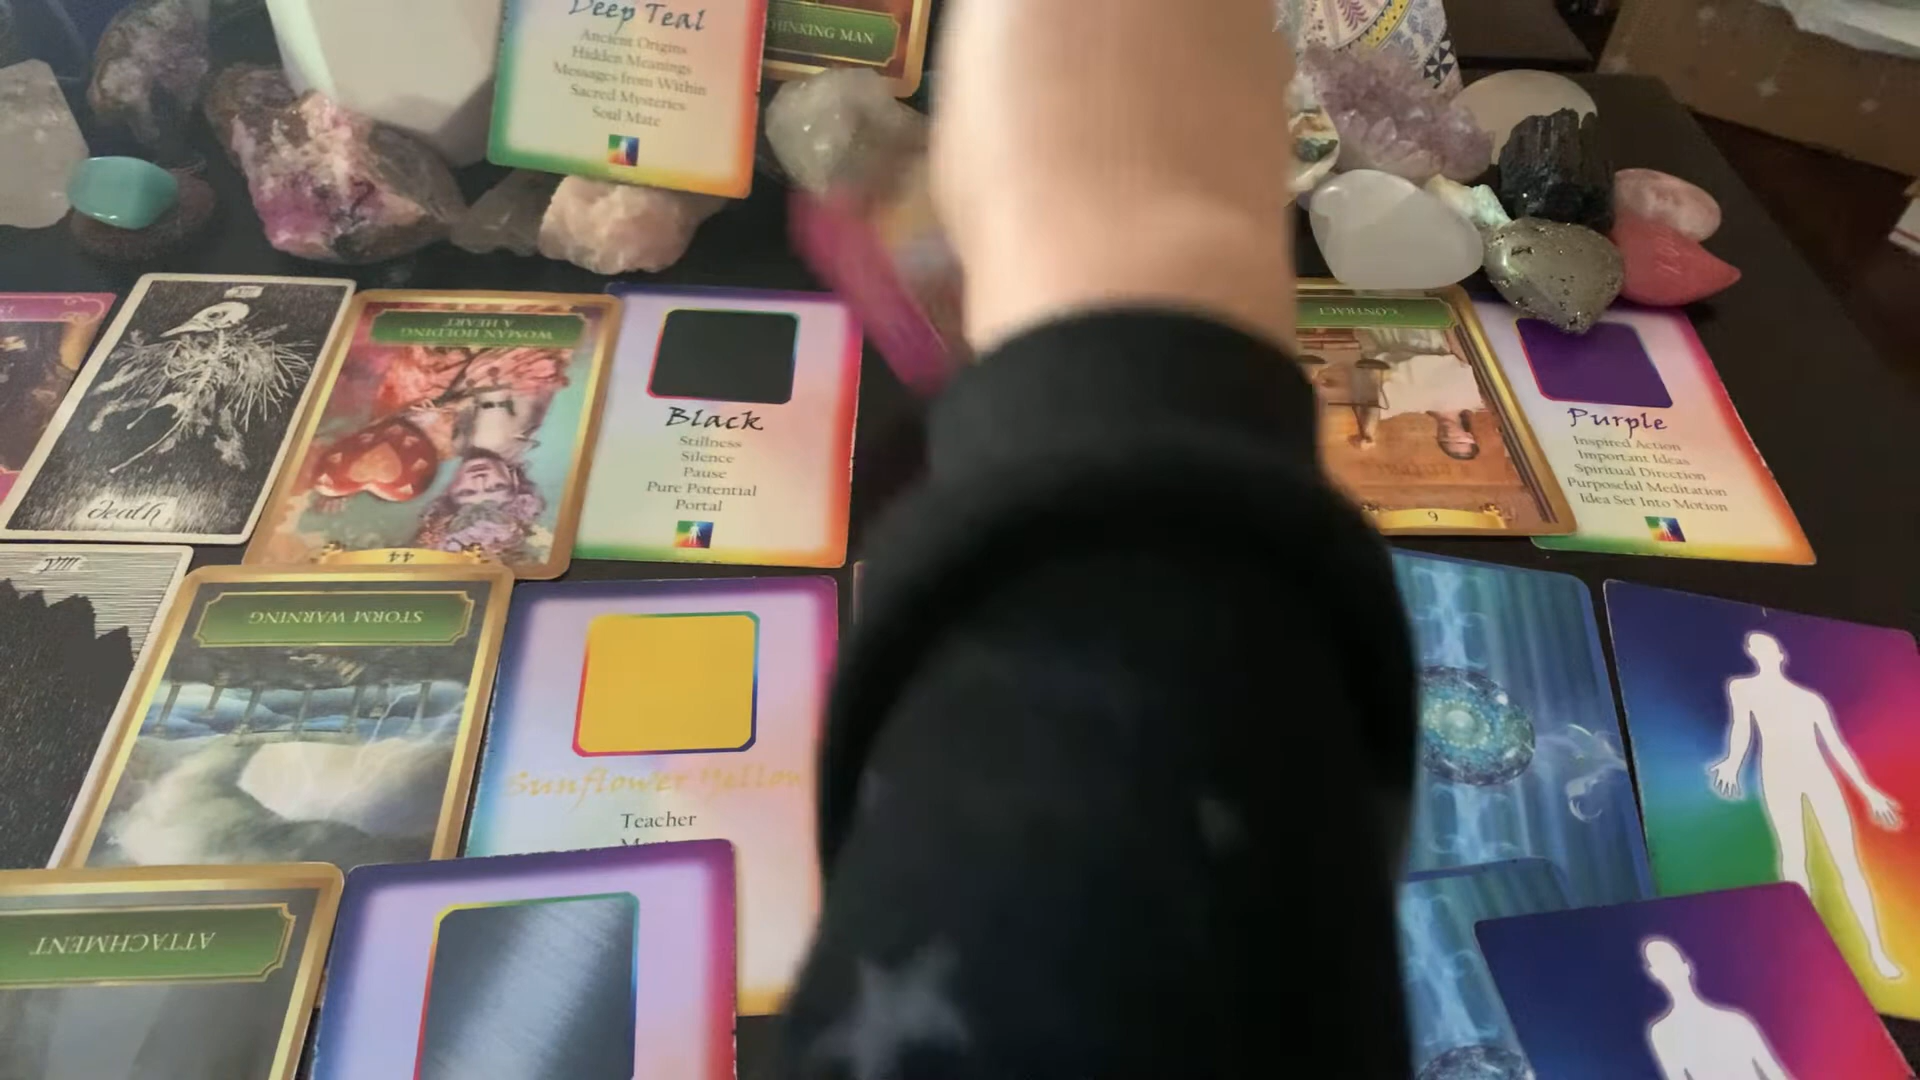 Deep Teal
Ancient Origins
Hidden Meanings
Messages from Within
Sacred Mysteries
Soul Mate
THINKING MAN
death
WOMAN HOLDING
A HEART
44
Black
Stillness
Silence
Pause
Pure Potential
Portal
CONTRACT
6
Purple
Inspired Action
Important Ideas
Spiritual Direction
Purposeful Meditation
Idea Set Into Motion
STORM WARNING
Sunflower Yellow
Teacher
ATTACHMENT